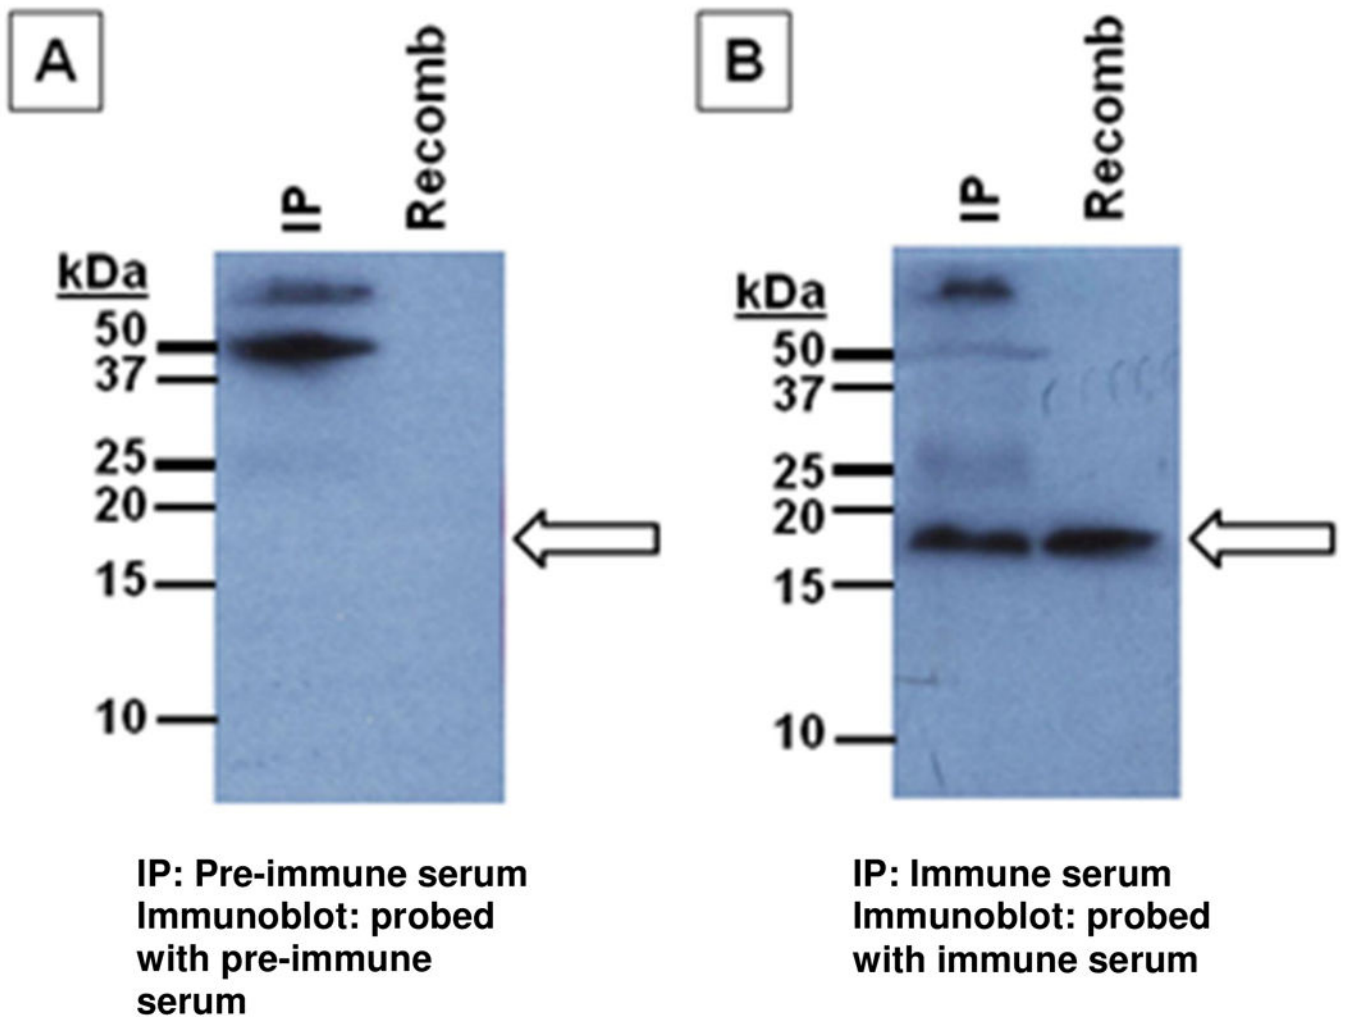 A
IP
Recomb
kDa
50
37
25
20
15
10
IP: Pre-immune serum
Immunoblot: probed
with pre-immune
serum
B
IP
Recomb
kDa
50
37
25
20
15
10
IP: Immune serum
Immunoblot: probed
with immune serum